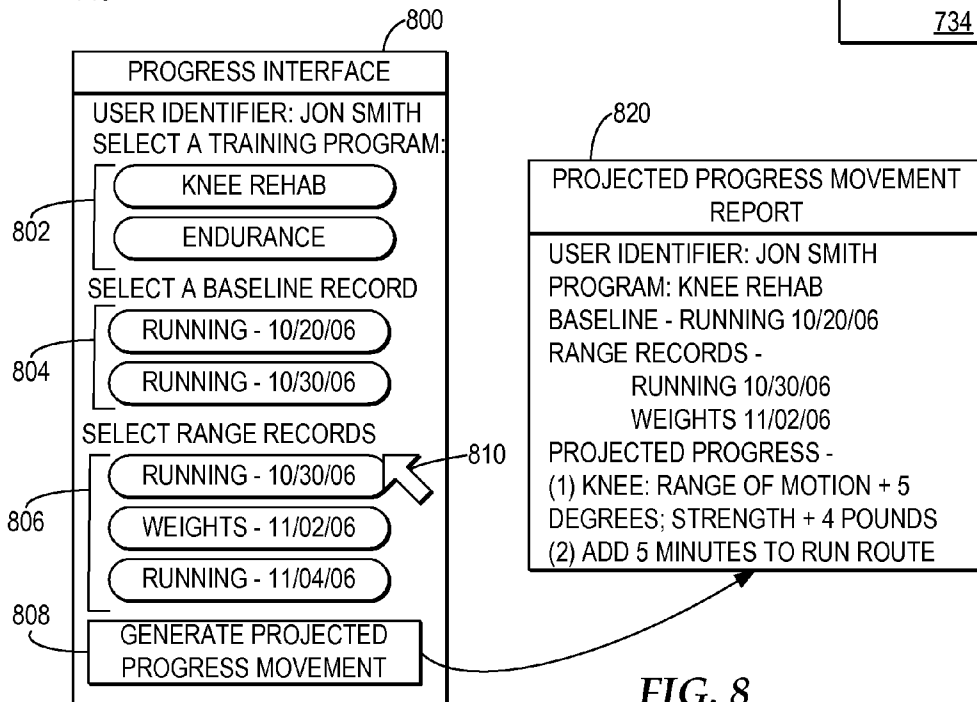 800
734
PROGRESS INTERFACE
USER IDENTIFIER: JON SMITH
SELECT A TRAINING PROGRAM:
802
KNEE REHAB
ENDURANCE
SELECT A BASELINE RECORD
804
RUNNING - 10/20/06
RUNNING - 10/30/06
SELECT RANGE RECORDS
806
RUNNING - 10/30/06
810
WEIGHTS - 11/02/06
RUNNING - 11/04/06
808
GENERATE PROJECTED
PROGRESS MOVEMENT
820
PROJECTED PROGRESS MOVEMENT
REPORT
USER IDENTIFIER: JON SMITH
PROGRAM: KNEE REHAB
BASELINE - RUNNING 10/20/06
RANGE RECORDS -
RUNNING 10/30/06
WEIGHTS 11/02/06
PROJECTED PROGRESS -
(1) KNEE: RANGE OF MOTION + 5
DEGREES; STRENGTH + 4 POUNDS
(2) ADD 5 MINUTES TO RUN ROUTE
FIG. 8